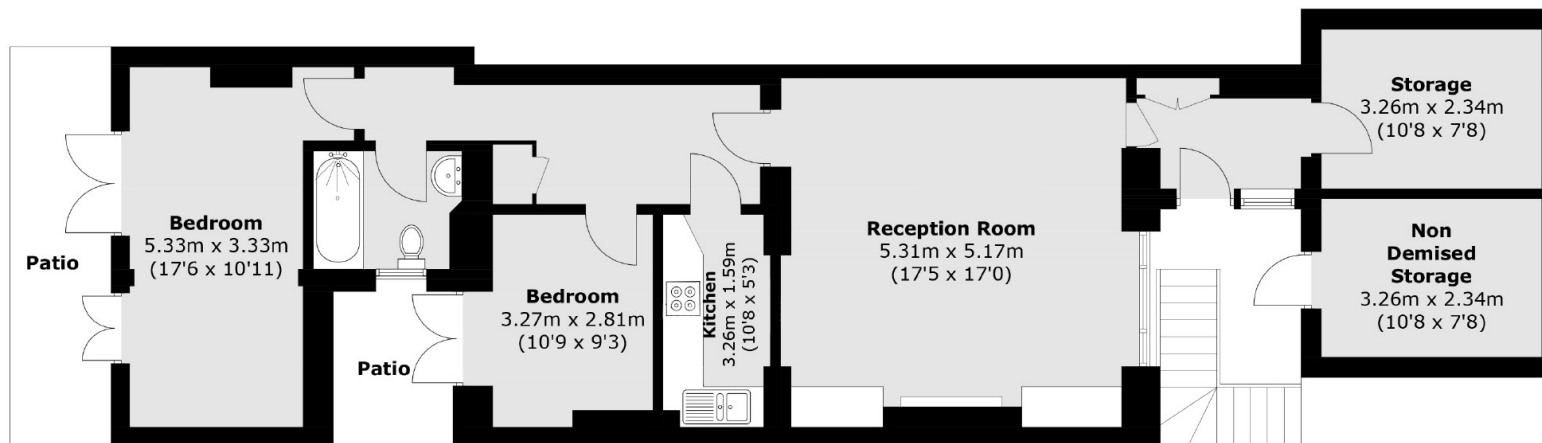 Patio
Bedroom
5.33m x 3.33m
(17'6 x 10'11)
Patio
Bedroom
3.27m x 2.81m
(10'9 x 9'3)
Kitchen
3.26m x 1.59m
(10'8 x 5'3)
Reception Room
5.31m x 5.17m
(17'5 x 17'0)
Storage
3.26m x 2.34m
(10'8 x 7'8)
Non
Demised
Storage
3.26m x 2.34m
(10'8 x 7'8)